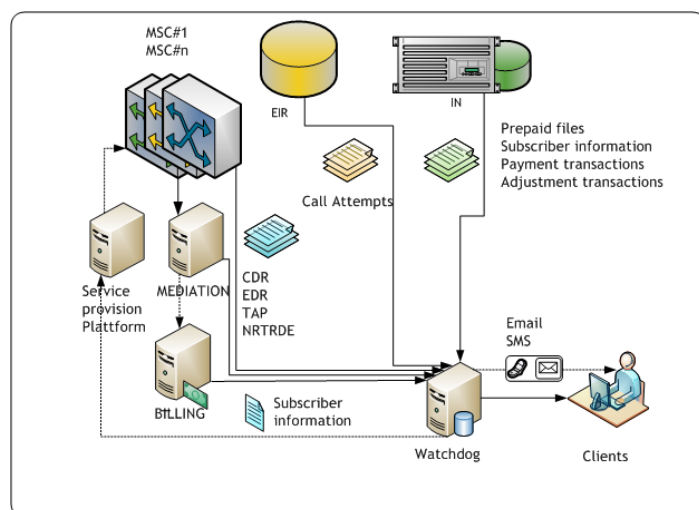 MSC#1
MSC#n
EIR
IN
Prepaid files
Subscriber information
Payment transactions
Adjustment transactions
Call Attempts
CDR
EDR
TAP
NRTRDE
Service
provision
Plattform
MEDIATION
Email
SMS
BILLING
Subscriber
information
Watchdog
Clients